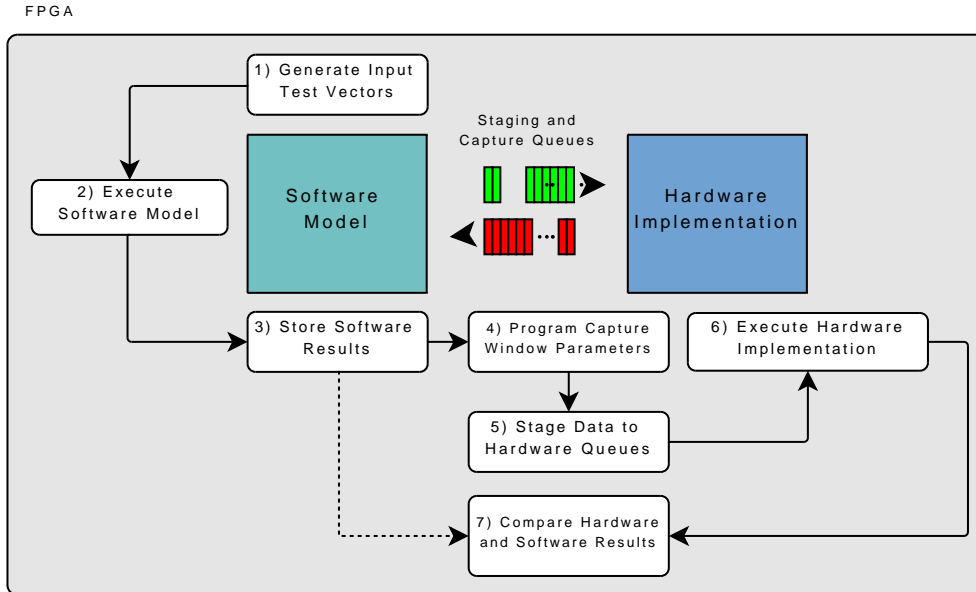 FPGA
1) Generate Input
Test Vectors
Staging and
Capture Queues
2) Execute
Software Model
Software
Model
Hardware
Implementation
3) Store Software
Results
4) Program Capture
Window Parameters
6) Execute Hardware
Implementation
5) Stage Data to
Hardware Queues
7) Compare Hardware
and Software Results